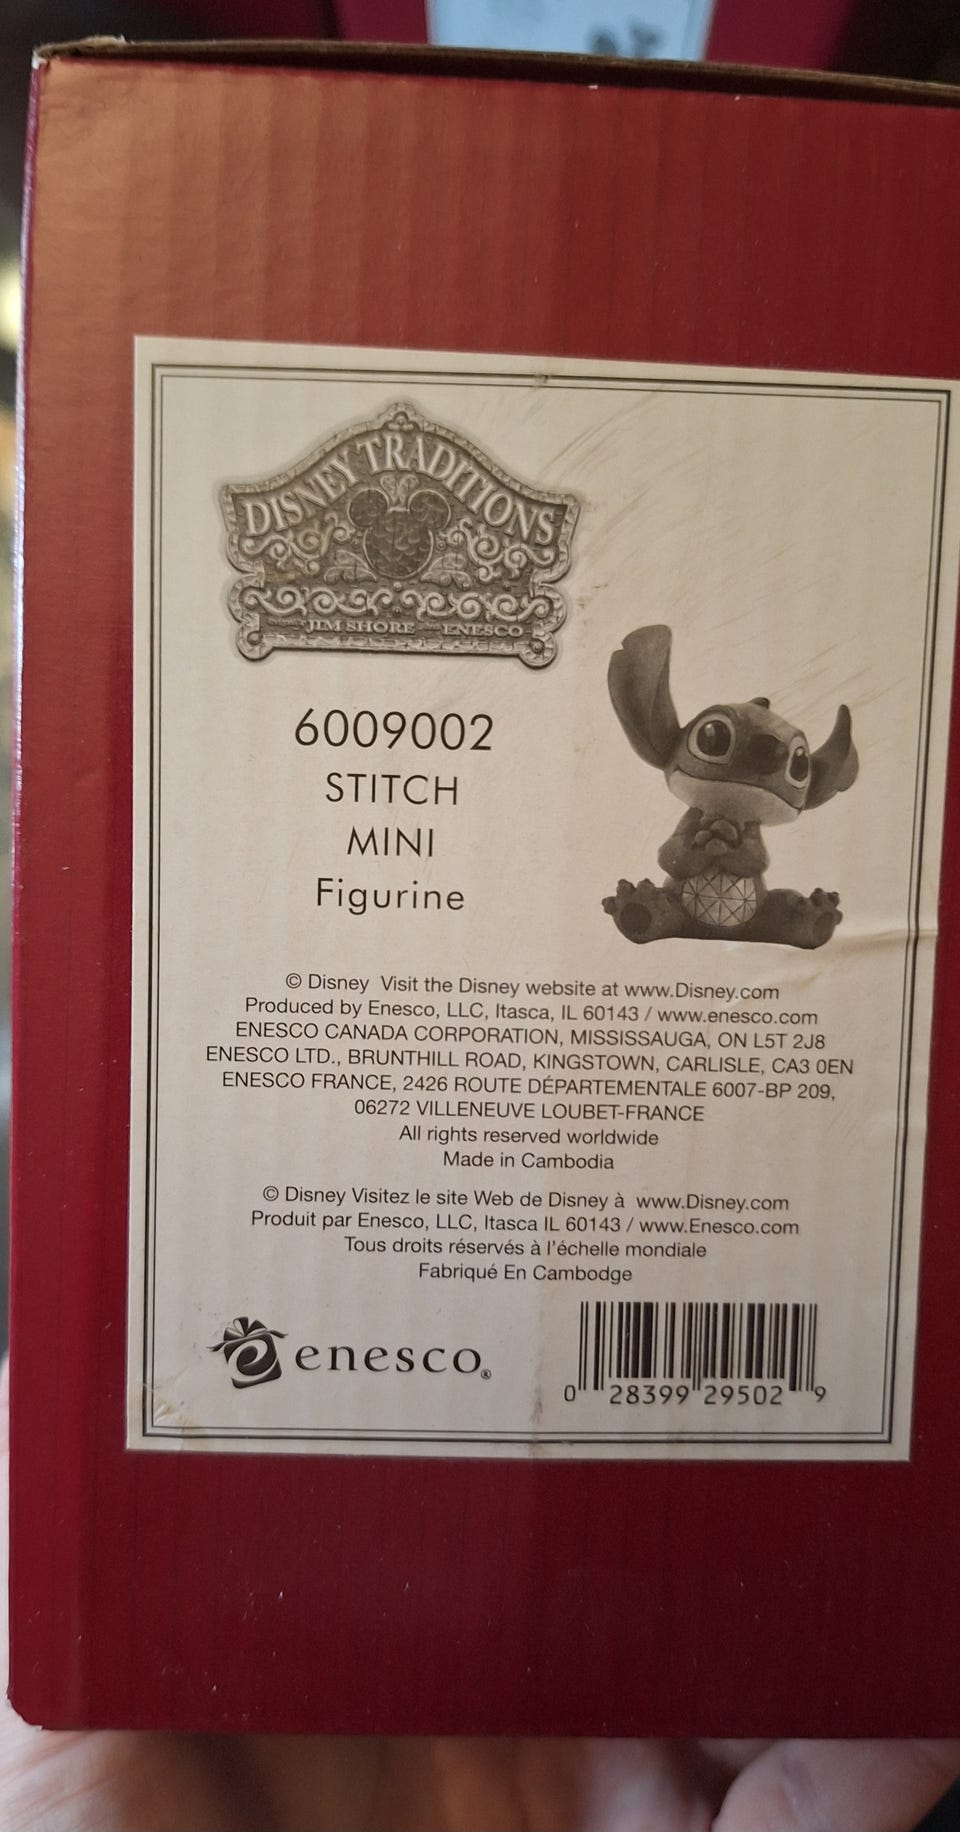 DISNEY TRADITIONS
JIM SHORE ENESCO
6009002
STITCH
MINI
Figurine
© Disney Visit the Disney website at www.Disney.com
Produced by Enesco, LLC, Itasca, IL 60143 / www.enesco.com
ENESCO CANADA CORPORATION, MISSISSAUGA, ON L5T 2J8
ENESCO LTD., BRUNTHILL ROAD, KINGSTOWN, CARLISLE, CA3 0EN
ENESCO FRANCE, 2426 ROUTE DÉPARTEMENTALE 6007-BP 209,
06272 VILLENEUVE LOUBET-FRANCE
All rights reserved worldwide
Made in Cambodia
© Disney Visitez le site Web de Disney à www.Disney.com
Produit par Enesco, LLC, Itasca IL 60143 / www.Enesco.com
Tous droits réservés à l'échelle mondiale
Fabriqué En Cambodge
enesco®
0 28399 29502 9